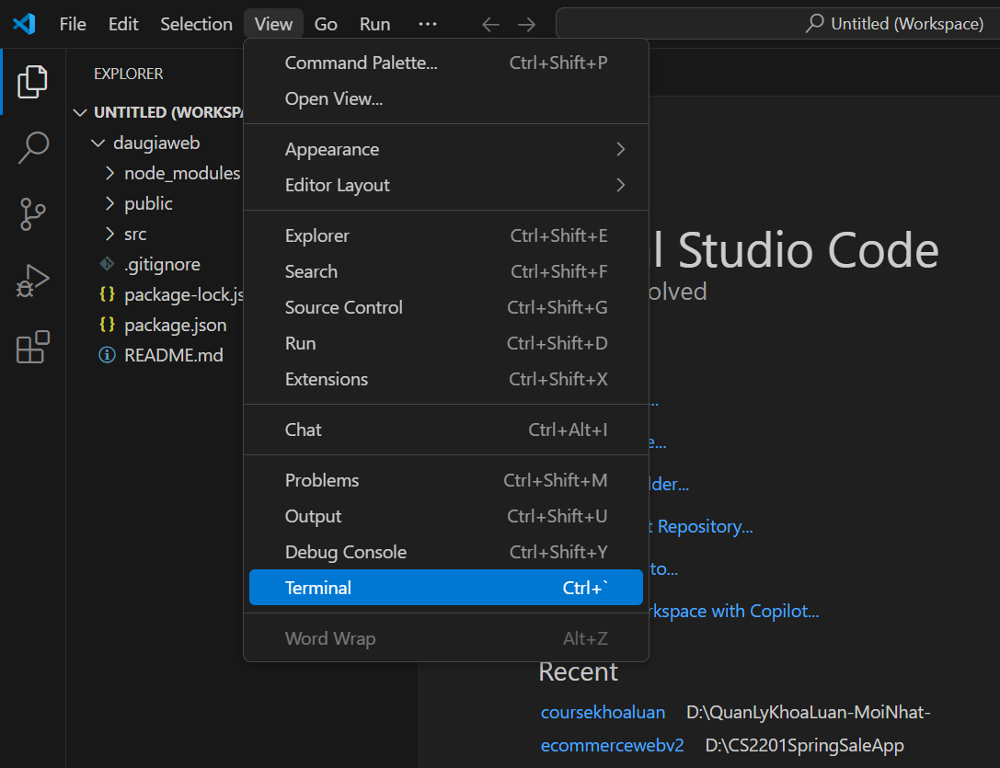 File Edit Selection View Go Run ... Untitled (Workspace)
EXPLORER
UNTITLED (WORKSPA
daugiaweb
node_modules
public
src
.gitignore
package-lock.js
package.json
README.md
Command Palette... Ctrl+Shift+P
Open View...
Appearance
Editor Layout
Explorer Ctrl+Shift+E
Search Ctrl+Shift+F
Source Control Ctrl+Shift+G
Run Ctrl+Shift+D
Extensions Ctrl+Shift+X
Chat Ctrl+Alt+I
Problems Ctrl+Shift+M
Output Ctrl+Shift+U
Debug Console Ctrl+Shift+Y
Terminal Ctrl+`
Word Wrap Alt+Z
l Studio Code
olved
...
e...
lder...
t Repository...
to...
rkspace with Copilot...
Recent
coursekhoaluan D:\QuanLyKhoaLuan-MoiNhat-
ecommercewebv2 D:\CS2201SpringSaleApp